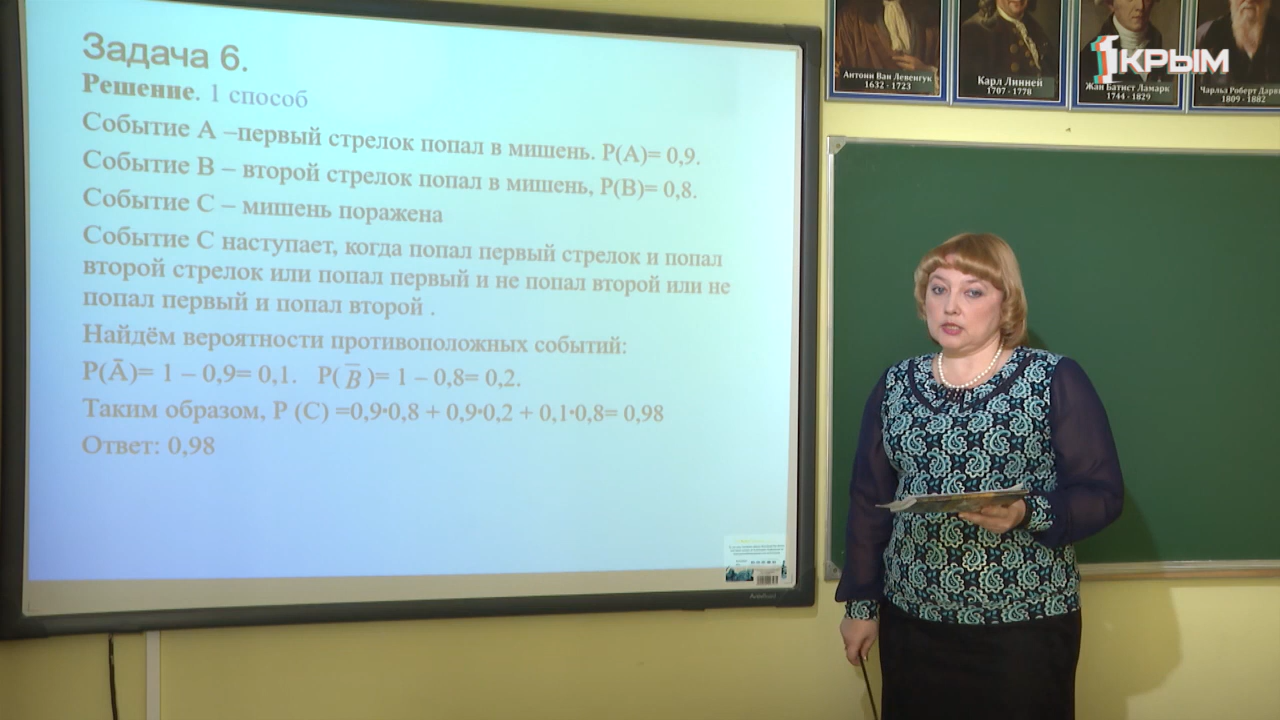 Задача 6.
Решение. 1 способ
Событие А –первый стрелок попал в мишень. Р(А)= 0,9.
Событие В – второй стрелок попал в мишень, Р(В)= 0,8.
Событие С – мишень поражена
Событие С наступает, когда попал первый стрелок и попал
второй стрелок или попал первый и не попал второй или не
попал первый и попал второй .
Найдём вероятности противоположных событий:
Р(Ā)= 1 – 0,9= 0,1. Р( B̅ )= 1 – 0,8= 0,2.
Таким образом, Р (С) =0,9·0,8 + 0,9·0,2 + 0,1·0,8= 0,98
Ответ: 0,98
Антони Ван Левенгук
1632 - 1723
Карл Линней
1707 - 1778
Жан Батист Ламарк
1744 - 1829
Чарльз Роберт
1809 - 1882
1КРЫМ